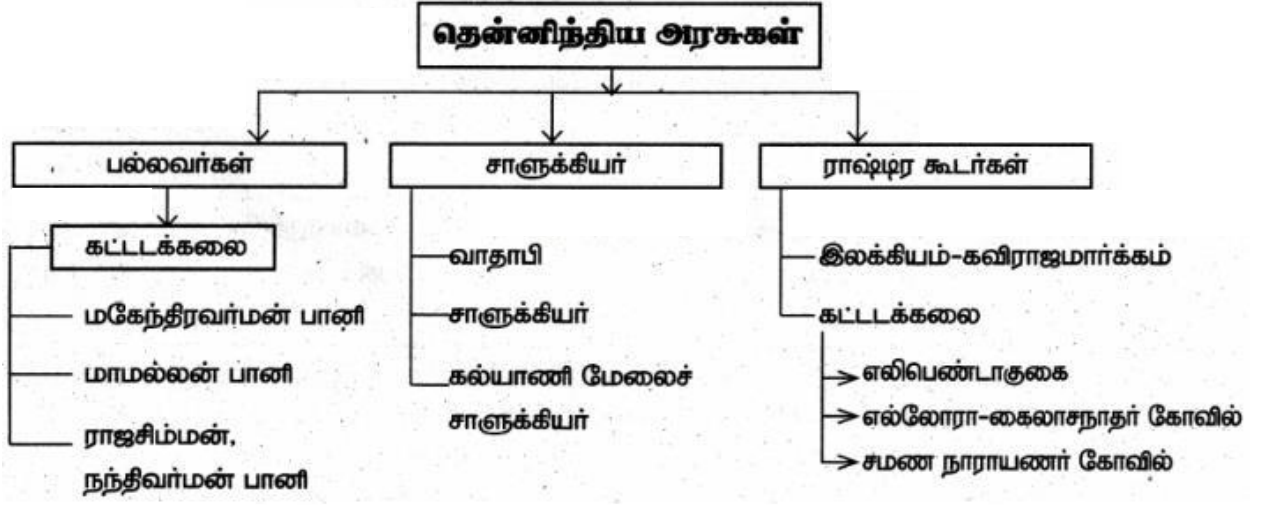 தென்னிந்திய அரசுகள்
பல்லவர்கள்
கட்டடக்கலை
மகேந்திரவர்மன் பானி
மாமல்லன் பானி
ராஜசிம்மன்,
நந்திவர்மன் பானி
சாளுக்கியர்
வாதாபி
சாளுக்கியர்
கல்யாணி மேலைச்
சாளுக்கியர்
ராஷ்டிர கூடர்கள்
இலக்கியம்-கவிராஜமார்க்கம்
கட்டடக்கலை
எலிபெண்டாகுகை
எல்லோரா-கைலாசநாதர் கோவில்
சமண நாராயணர் கோவில்